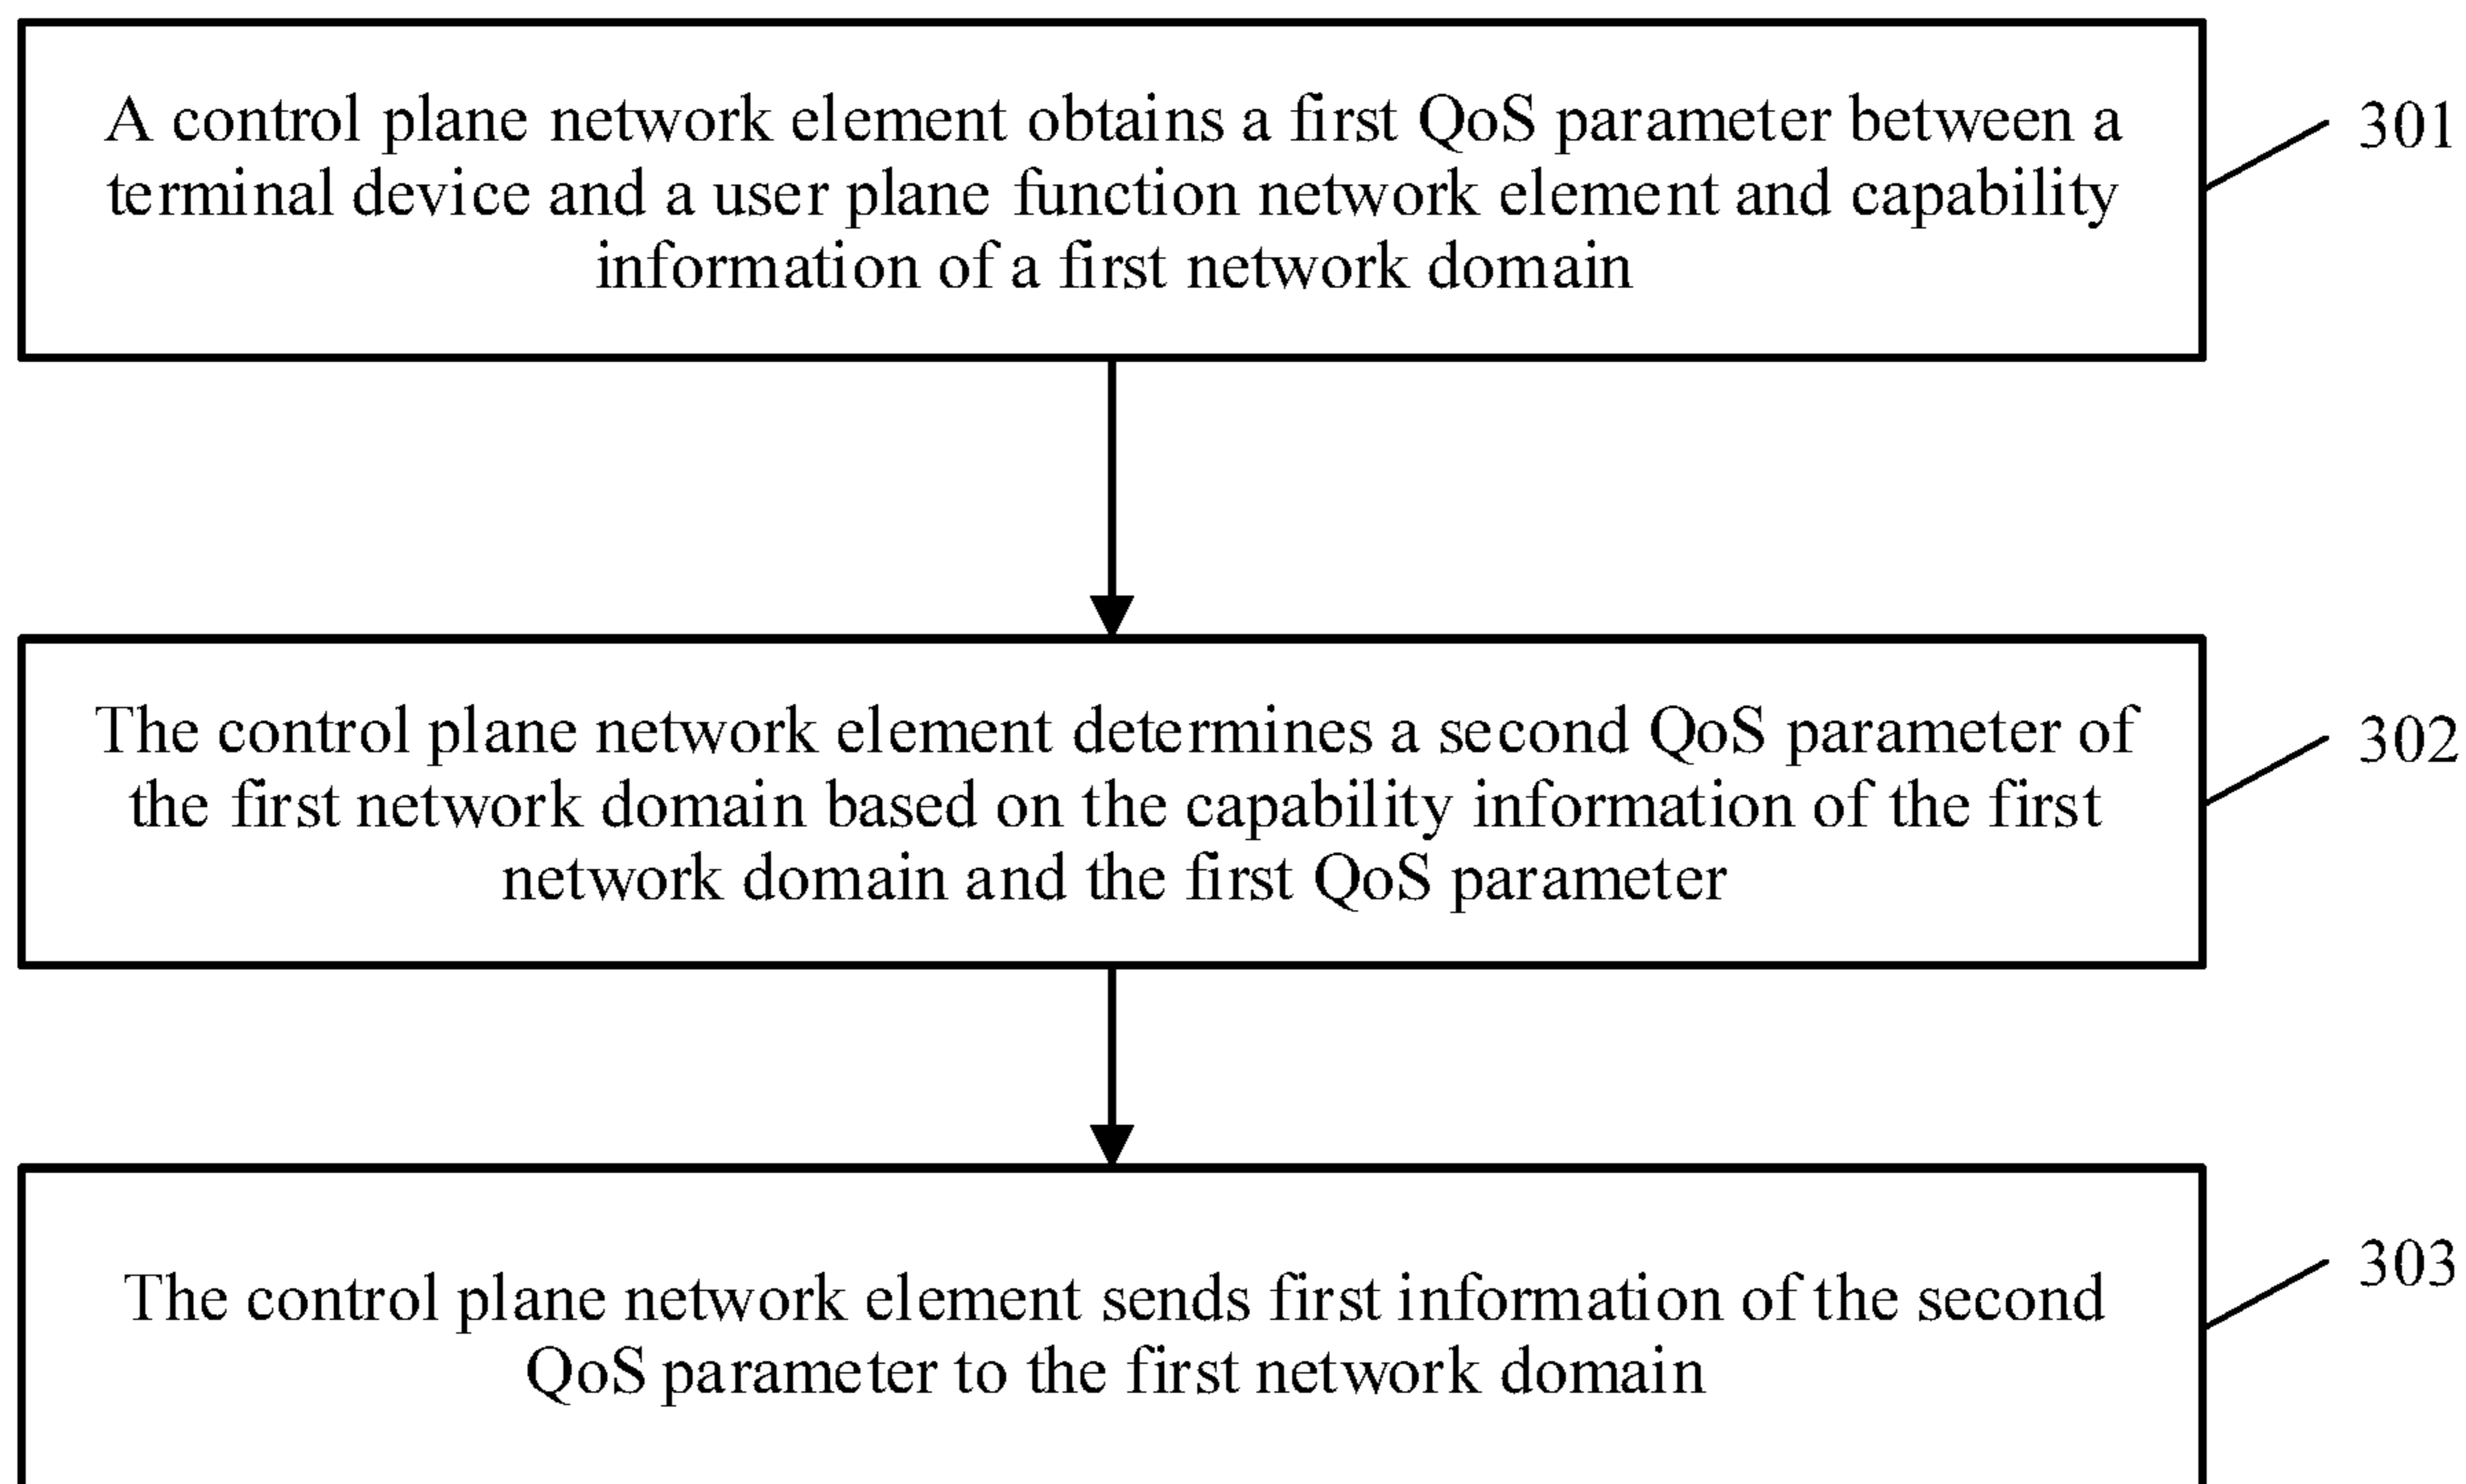 A control plane network element obtains a first QoS parameter between a
terminal device and a user plane function network element and capability
information of a first network domain
301
The control plane network element determines a second QoS parameter of
the first network domain based on the capability information of the first
network domain and the first QoS parameter
302
The control plane network element sends first information of the second
QoS parameter to the first network domain
303